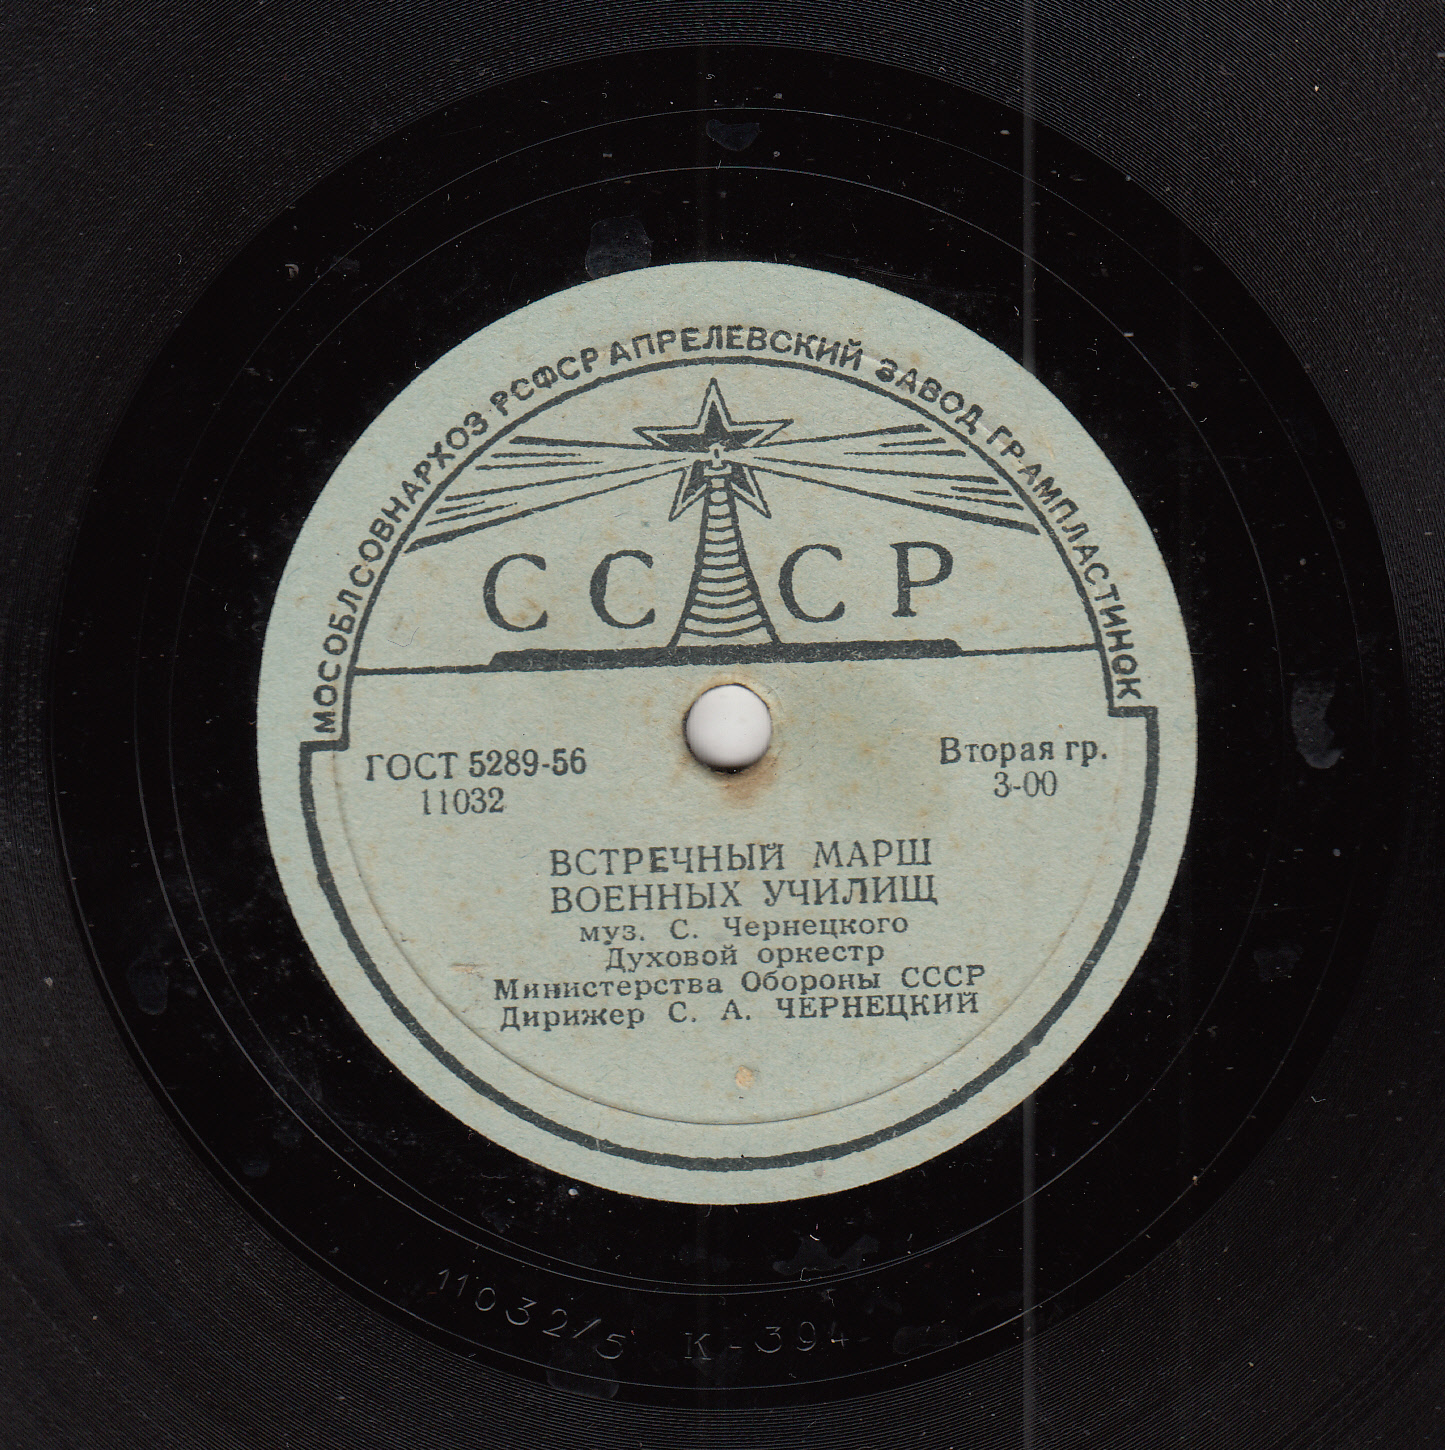 МОСОБЛСОВНАРХОЗ РСФСР АПРЕЛЕВСКИЙ ЗАВОД ГРАМПЛАСТИНОК
СССР
ГОСТ 5289-56
11032
Вторая гр.
3-00
ВСТРЕЧНЫЙ МАРШ
ВОЕННЫХ УЧИЛИЩ
муз. С. Чернецкого
Духовой оркестр
Министерства Обороны СССР
Дирижер С. А. ЧЕРНЕЦКИЙ
11032/5 К-394